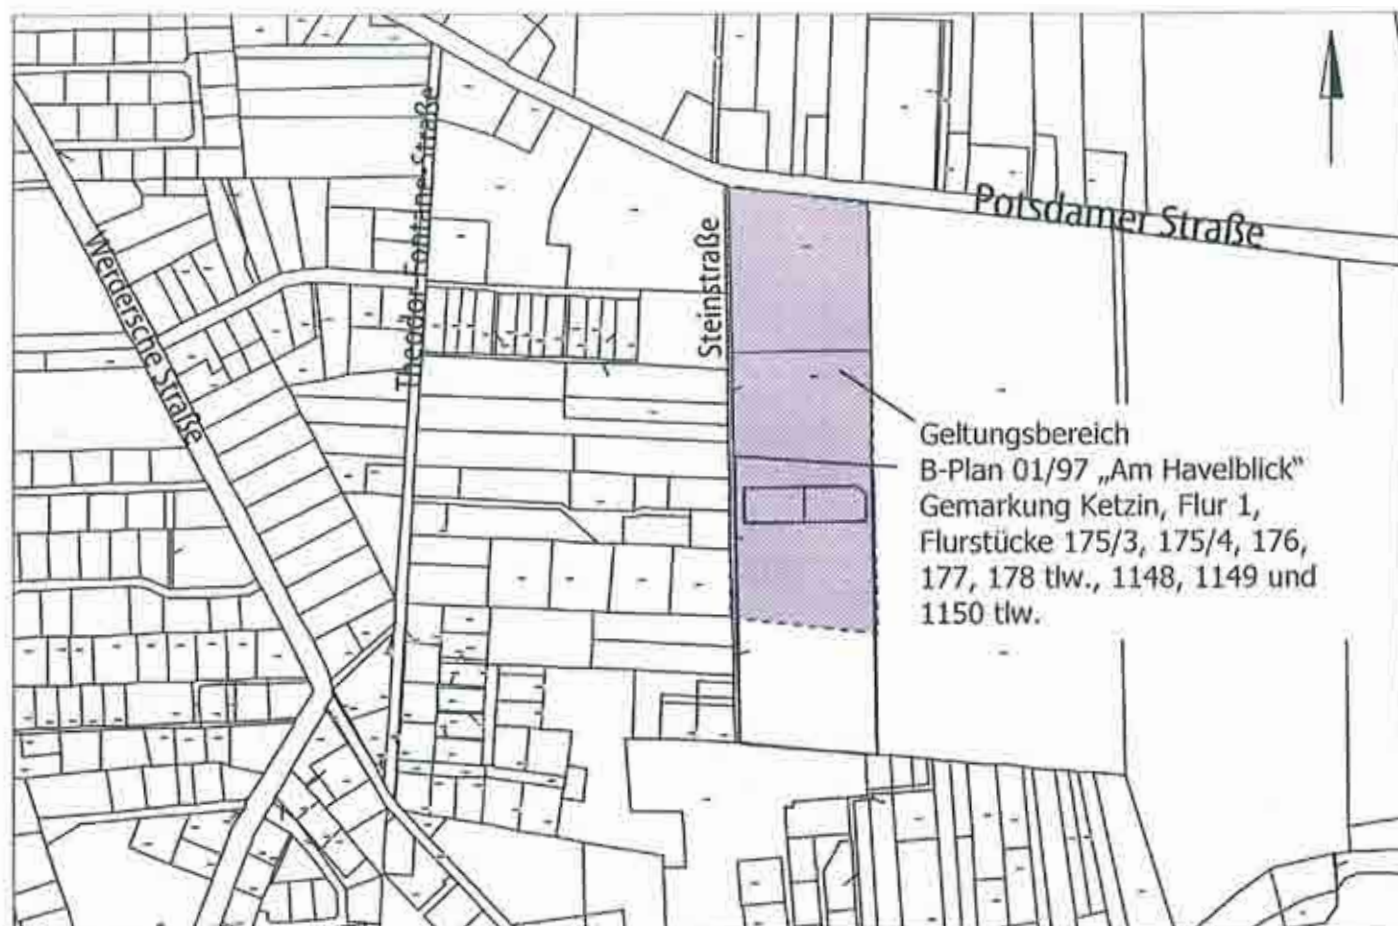 Potsdamer Straße
Steinstraße
Theodor-Fontane-Straße
Werdersche Straße
Geltungsbereich
B-Plan 01/97 „Am Havelblick“
Gemarkung Ketzin, Flur 1,
Flurstücke 175/3, 175/4, 176,
177, 178 tlw., 1148, 1149 und
1150 tlw.